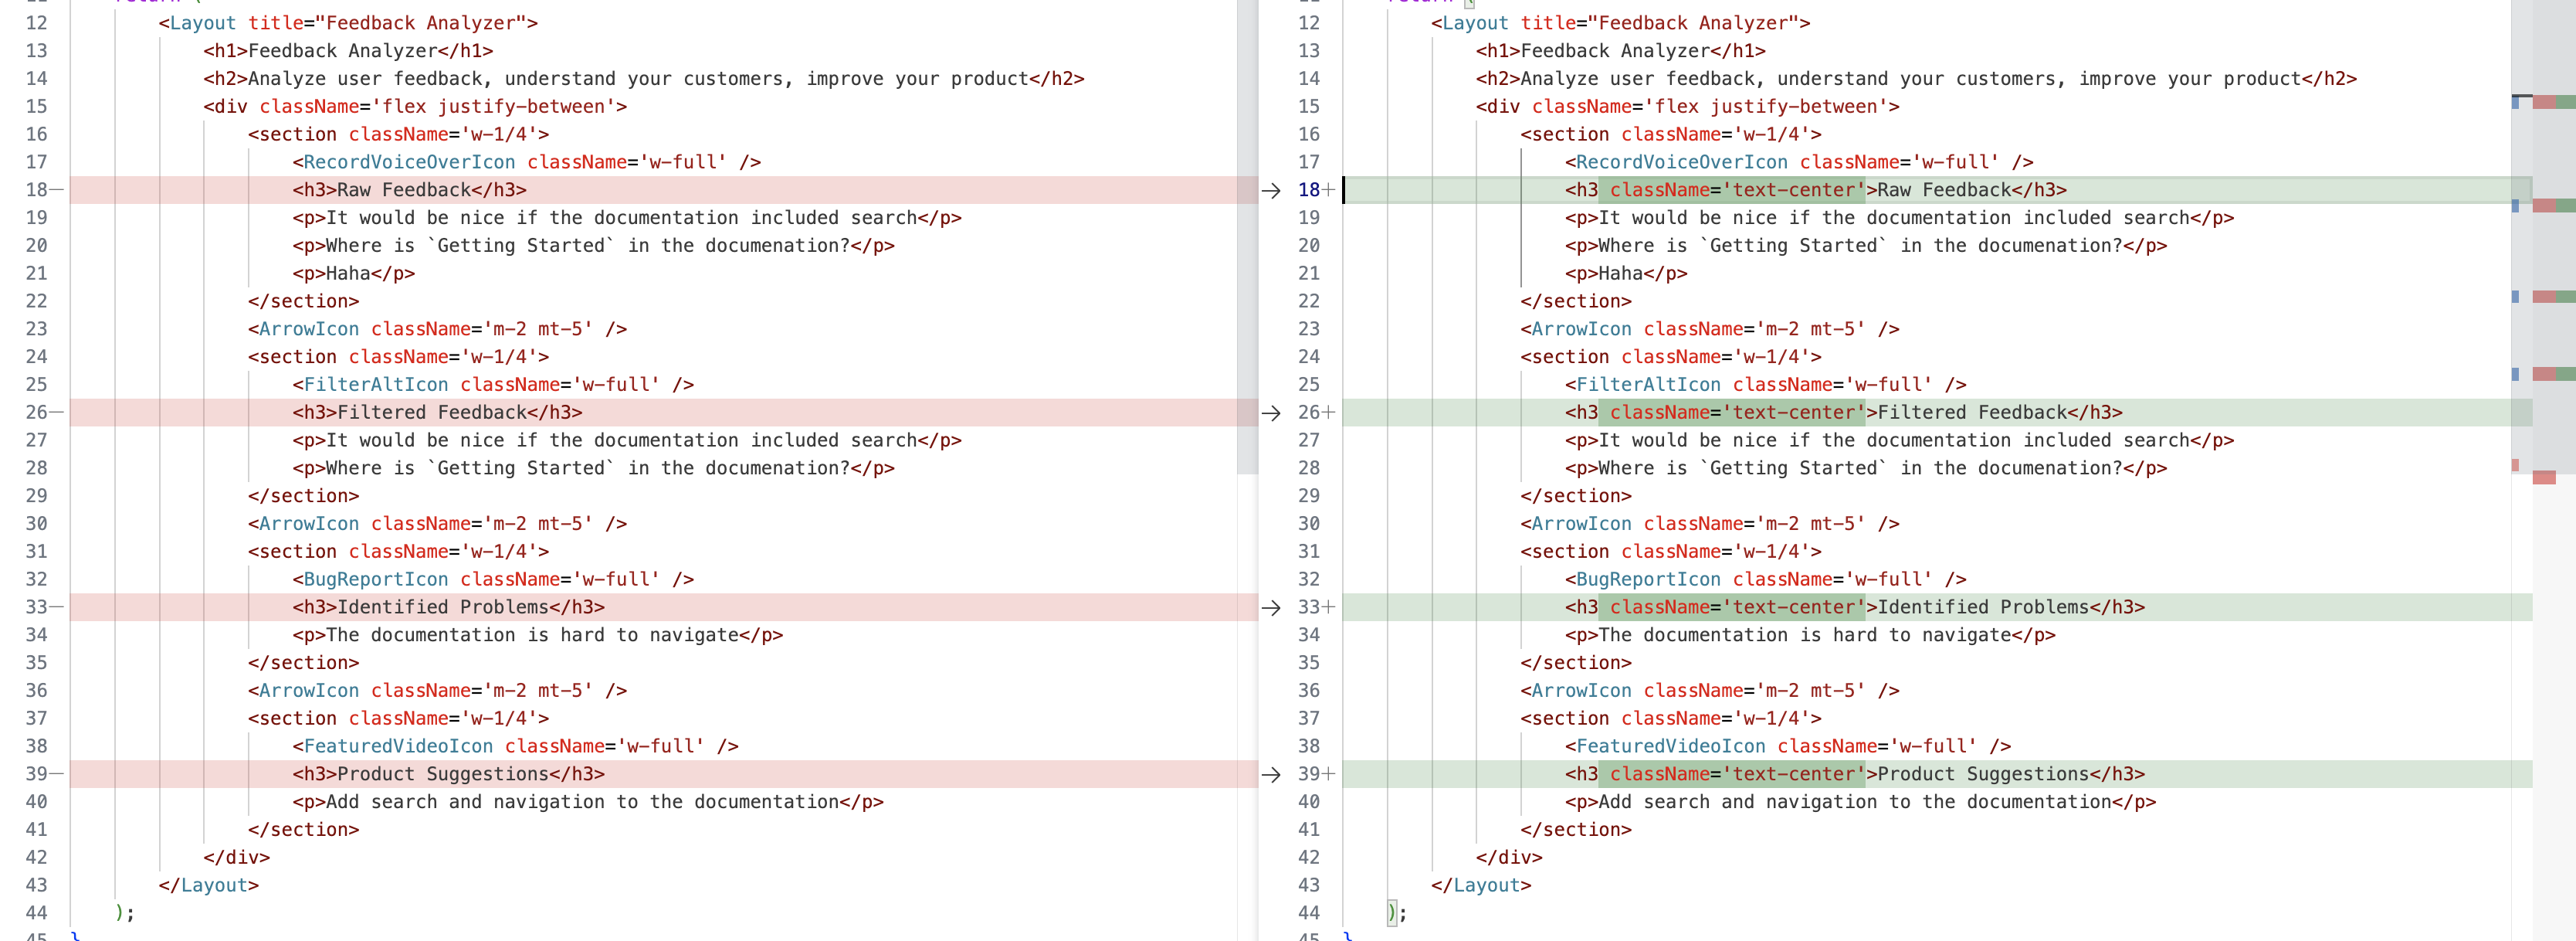 return (
12 <Layout title="Feedback Analyzer">
13 <h1>Feedback Analyzer</h1>
14 <h2>Analyze user feedback, understand your customers, improve your product</h2>
15 <div className='flex justify-between'>
16 <section className='w-1/4'>
17 <RecordVoiceOverIcon className='w-full' />
18— <h3>Raw Feedback</h3>
19 <p>It would be nice if the documentation included search</p>
20 <p>Where is `Getting Started` in the documenation?</p>
21 <p>Haha</p>
22 </section>
23 <ArrowIcon className='m-2 mt-5' />
24 <section className='w-1/4'>
25 <FilterAltIcon className='w-full' />
26— <h3>Filtered Feedback</h3>
27 <p>It would be nice if the documentation included search</p>
28 <p>Where is `Getting Started` in the documenation?</p>
29 </section>
30 <ArrowIcon className='m-2 mt-5' />
31 <section className='w-1/4'>
32 <BugReportIcon className='w-full' />
33— <h3>Identified Problems</h3>
34 <p>The documentation is hard to navigate</p>
35 </section>
36 <ArrowIcon className='m-2 mt-5' />
37 <section className='w-1/4'>
38 <FeaturedVideoIcon className='w-full' />
39— <h3>Product Suggestions</h3>
40 <p>Add search and navigation to the documentation</p>
41 </section>
42 </div>
43 </Layout>
44 );
45 }
return (
12 <Layout title="Feedback Analyzer">
13 <h1>Feedback Analyzer</h1>
14 <h2>Analyze user feedback, understand your customers, improve your product</h2>
15 <div className='flex justify-between'>
16 <section className='w-1/4'>
17 <RecordVoiceOverIcon className='w-full' />
→ 18+ <h3 className='text-center'>Raw Feedback</h3>
19 <p>It would be nice if the documentation included search</p>
20 <p>Where is `Getting Started` in the documenation?</p>
21 <p>Haha</p>
22 </section>
23 <ArrowIcon className='m-2 mt-5' />
24 <section className='w-1/4'>
25 <FilterAltIcon className='w-full' />
→ 26+ <h3 className='text-center'>Filtered Feedback</h3>
27 <p>It would be nice if the documentation included search</p>
28 <p>Where is `Getting Started` in the documenation?</p>
29 </section>
30 <ArrowIcon className='m-2 mt-5' />
31 <section className='w-1/4'>
32 <BugReportIcon className='w-full' />
→ 33+ <h3 className='text-center'>Identified Problems</h3>
34 <p>The documentation is hard to navigate</p>
35 </section>
36 <ArrowIcon className='m-2 mt-5' />
37 <section className='w-1/4'>
38 <FeaturedVideoIcon className='w-full' />
→ 39+ <h3 className='text-center'>Product Suggestions</h3>
40 <p>Add search and navigation to the documentation</p>
41 </section>
42 </div>
43 </Layout>
44 );
45 }